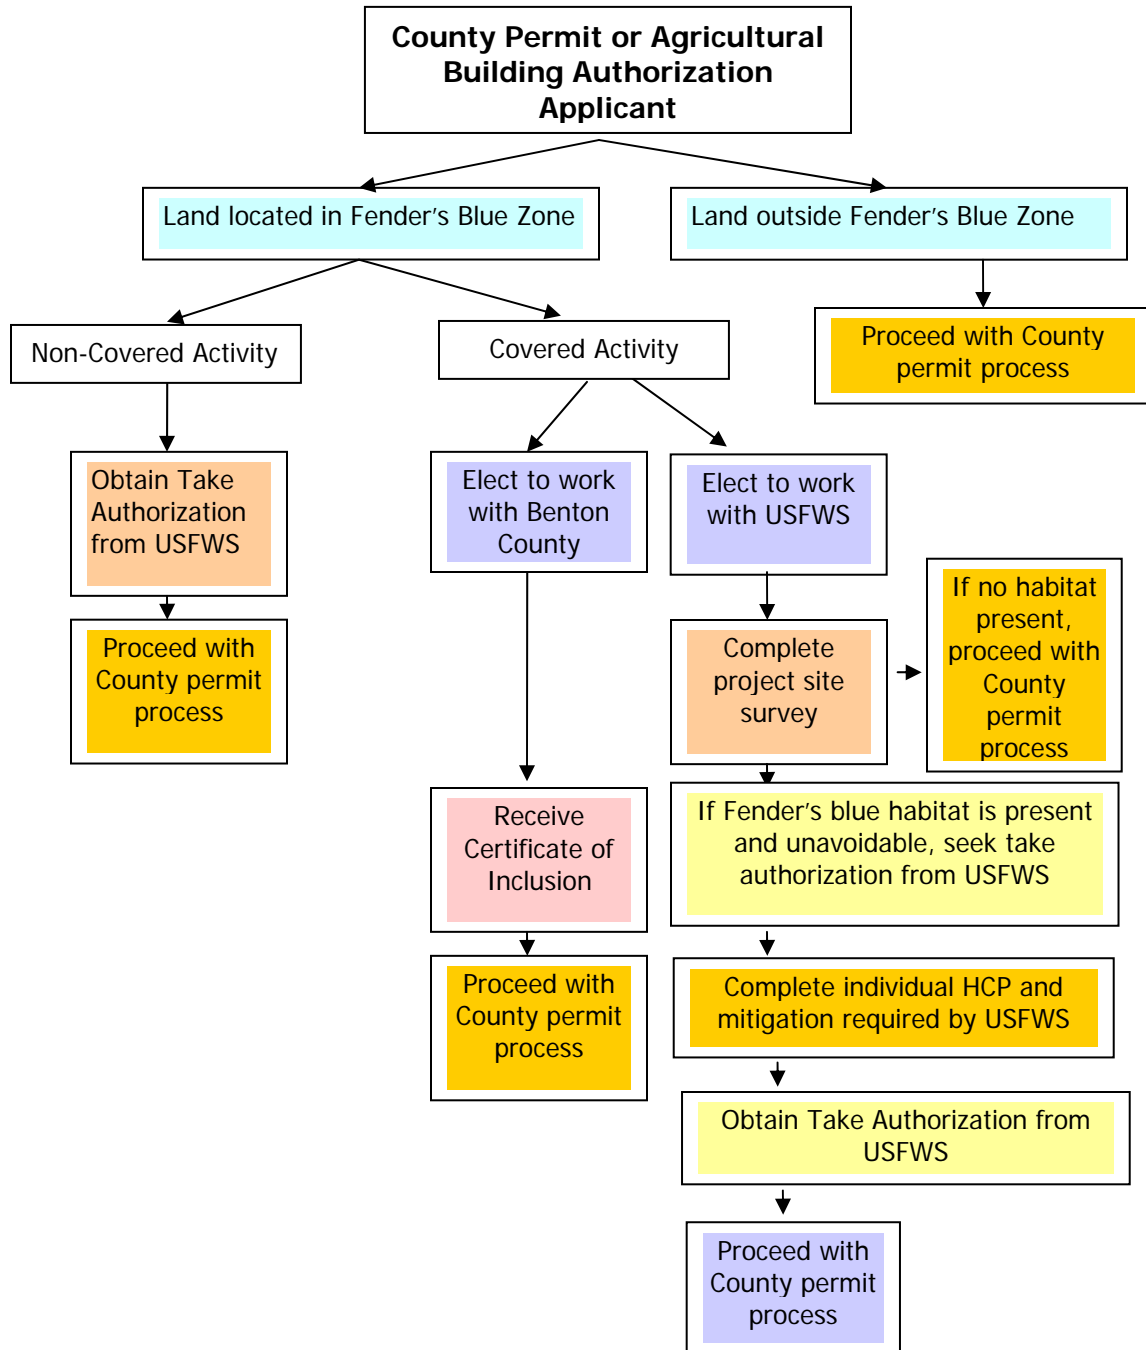 County Permit or Agricultural
Building Authorization
Applicant
Land located in Fender's Blue Zone
Land outside Fender's Blue Zone
Non-Covered Activity
Covered Activity
Proceed with County
permit process
Obtain Take
Authorization
from USFWS
Elect to work
with Benton
County
Elect to work
with USFWS
Proceed with
County permit
process
Complete
project site
survey
If no habitat
present,
proceed with
County
permit
process
Receive
Certificate of
Inclusion
If Fender's blue habitat is present
and unavoidable, seek take
authorization from USFWS
Proceed with
County permit
process
Complete individual HCP and
mitigation required by USFWS
Obtain Take Authorization from
USFWS
Proceed with
County permit
process